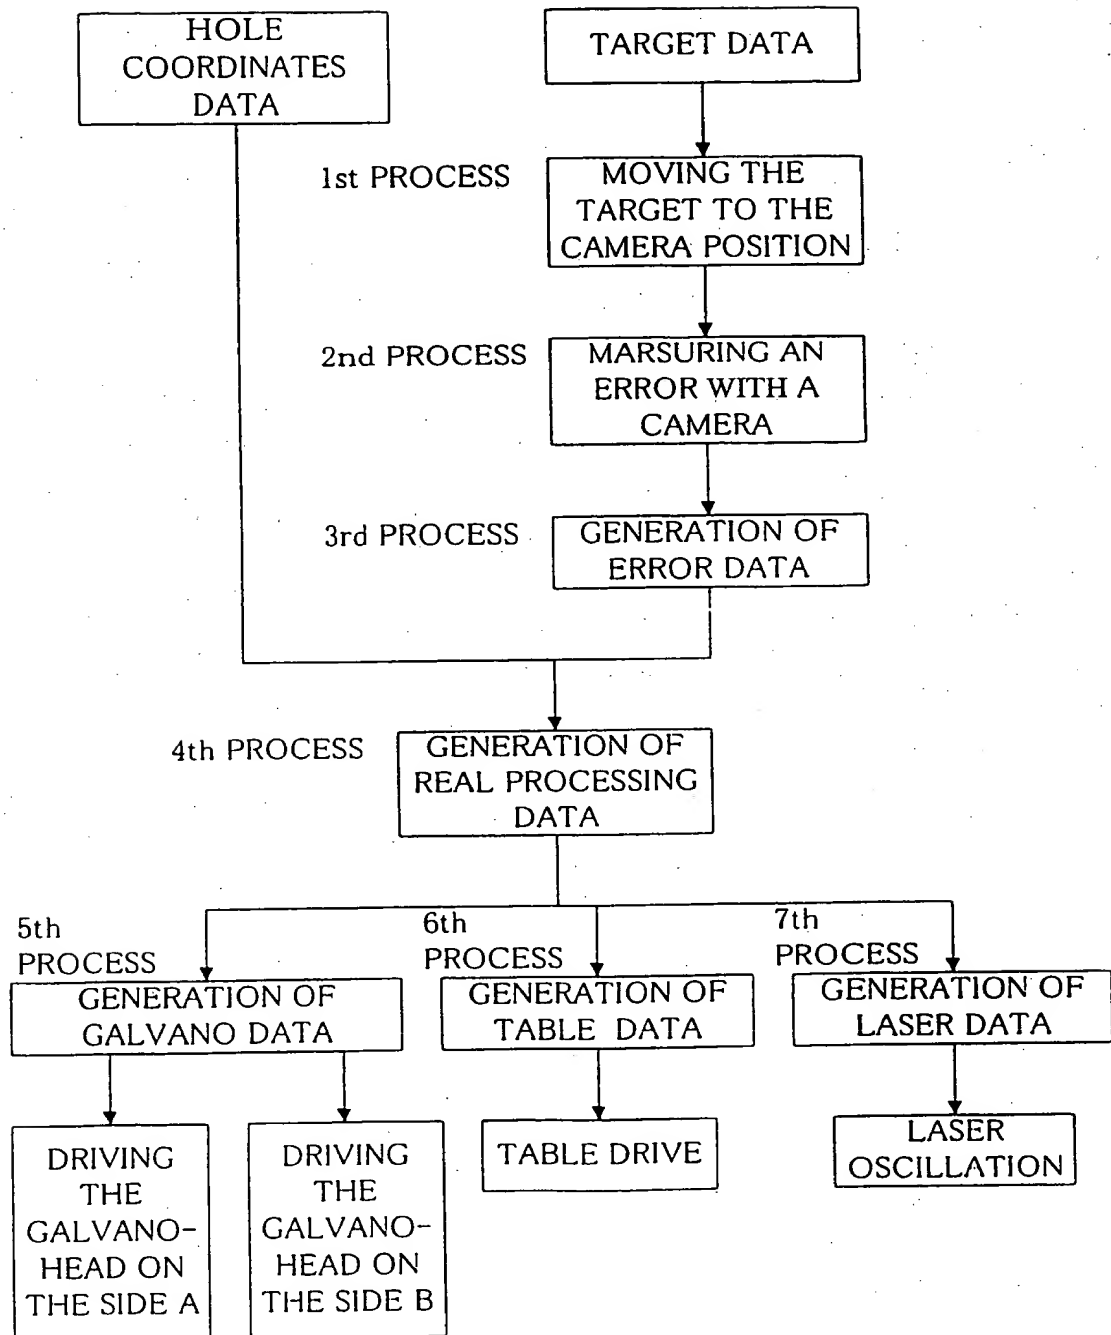 HOLE
COORDINATES
DATA
TARGET DATA
1st PROCESS
MOVING THE
TARGET TO THE
CAMERA POSITION
2nd PROCESS
MARSURING AN
ERROR WITH A
CAMERA
3rd PROCESS
GENERATION OF
ERROR DATA
4th PROCESS
GENERATION OF
REAL PROCESSING
DATA
5th
PROCESS
GENERATION OF
GALVANO DATA
6th
PROCESS
GENERATION OF
TABLE DATA
7th
PROCESS
GENERATION OF
LASER DATA
DRIVING
THE
GALVANO-
HEAD ON
THE SIDE A
DRIVING
THE
GALVANO-
HEAD ON
THE SIDE B
TABLE DRIVE
LASER
OSCILLATION